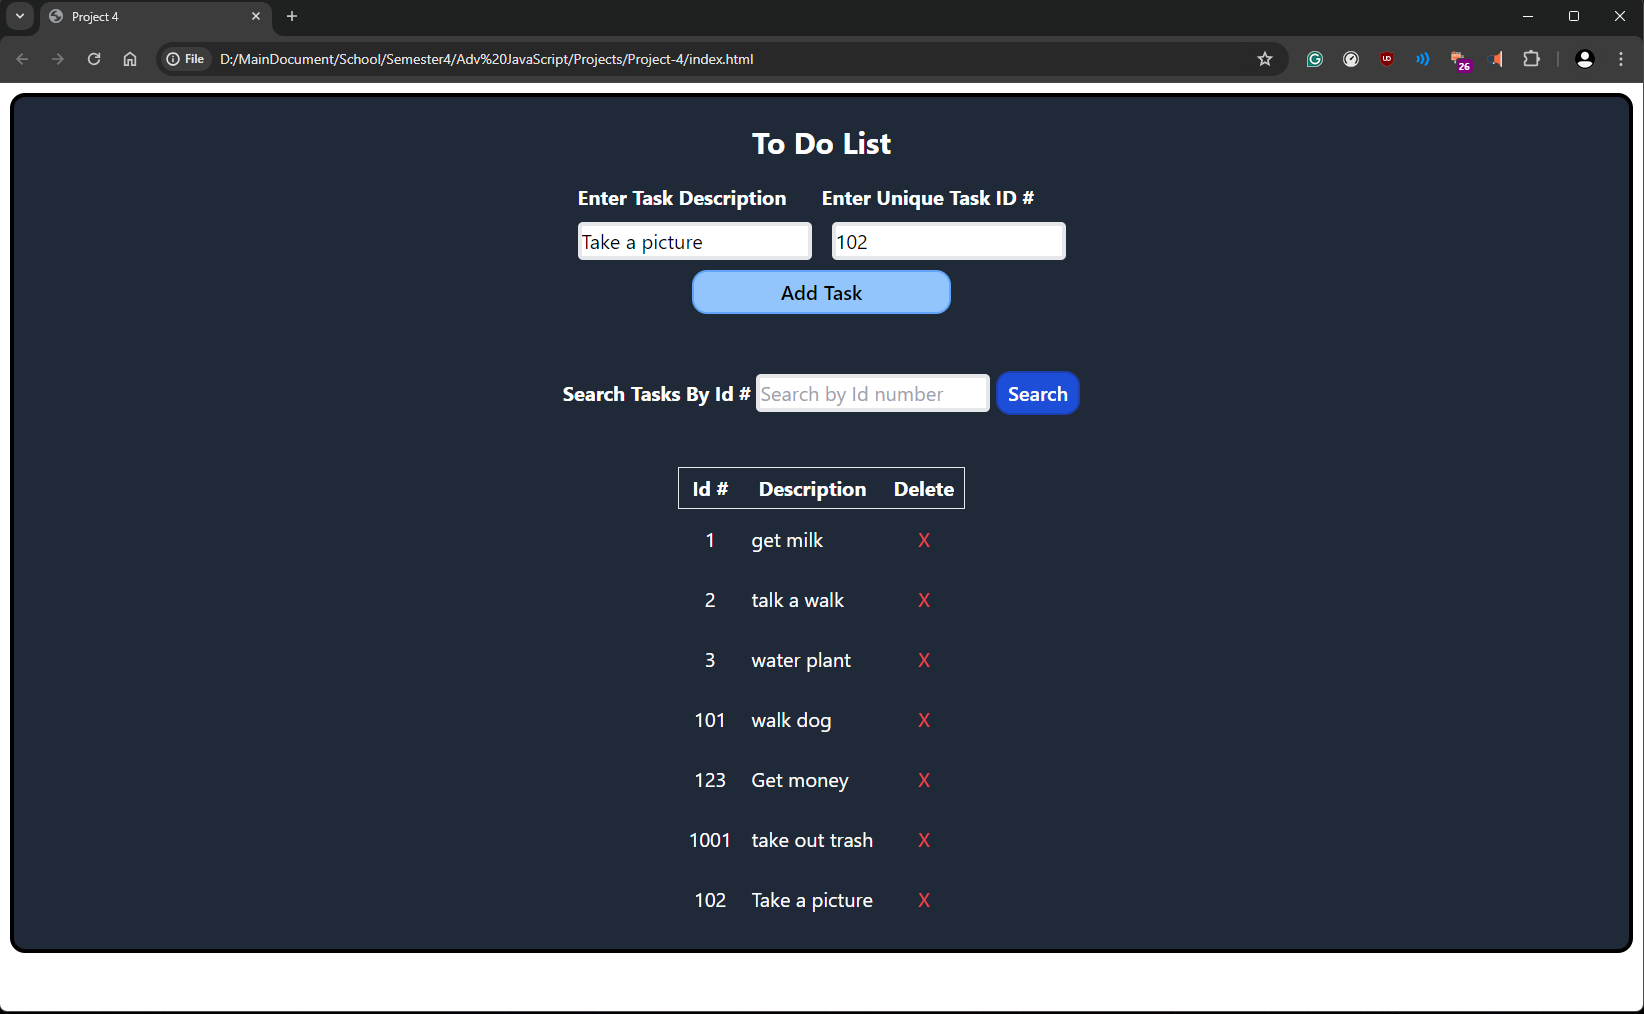 Project 4
File D:/MainDocument/School/Semester4/Adv%20JavaScript/Projects/Project-4/index.html
26
To Do List
Enter Task Description Enter Unique Task ID #
Take a picture 102
Add Task
Search Tasks By Id # Search by Id number Search
Id # Description Delete
1 get milk X
2 talk a walk X
3 water plant X
101 walk dog X
123 Get money X
1001 take out trash X
102 Take a picture X